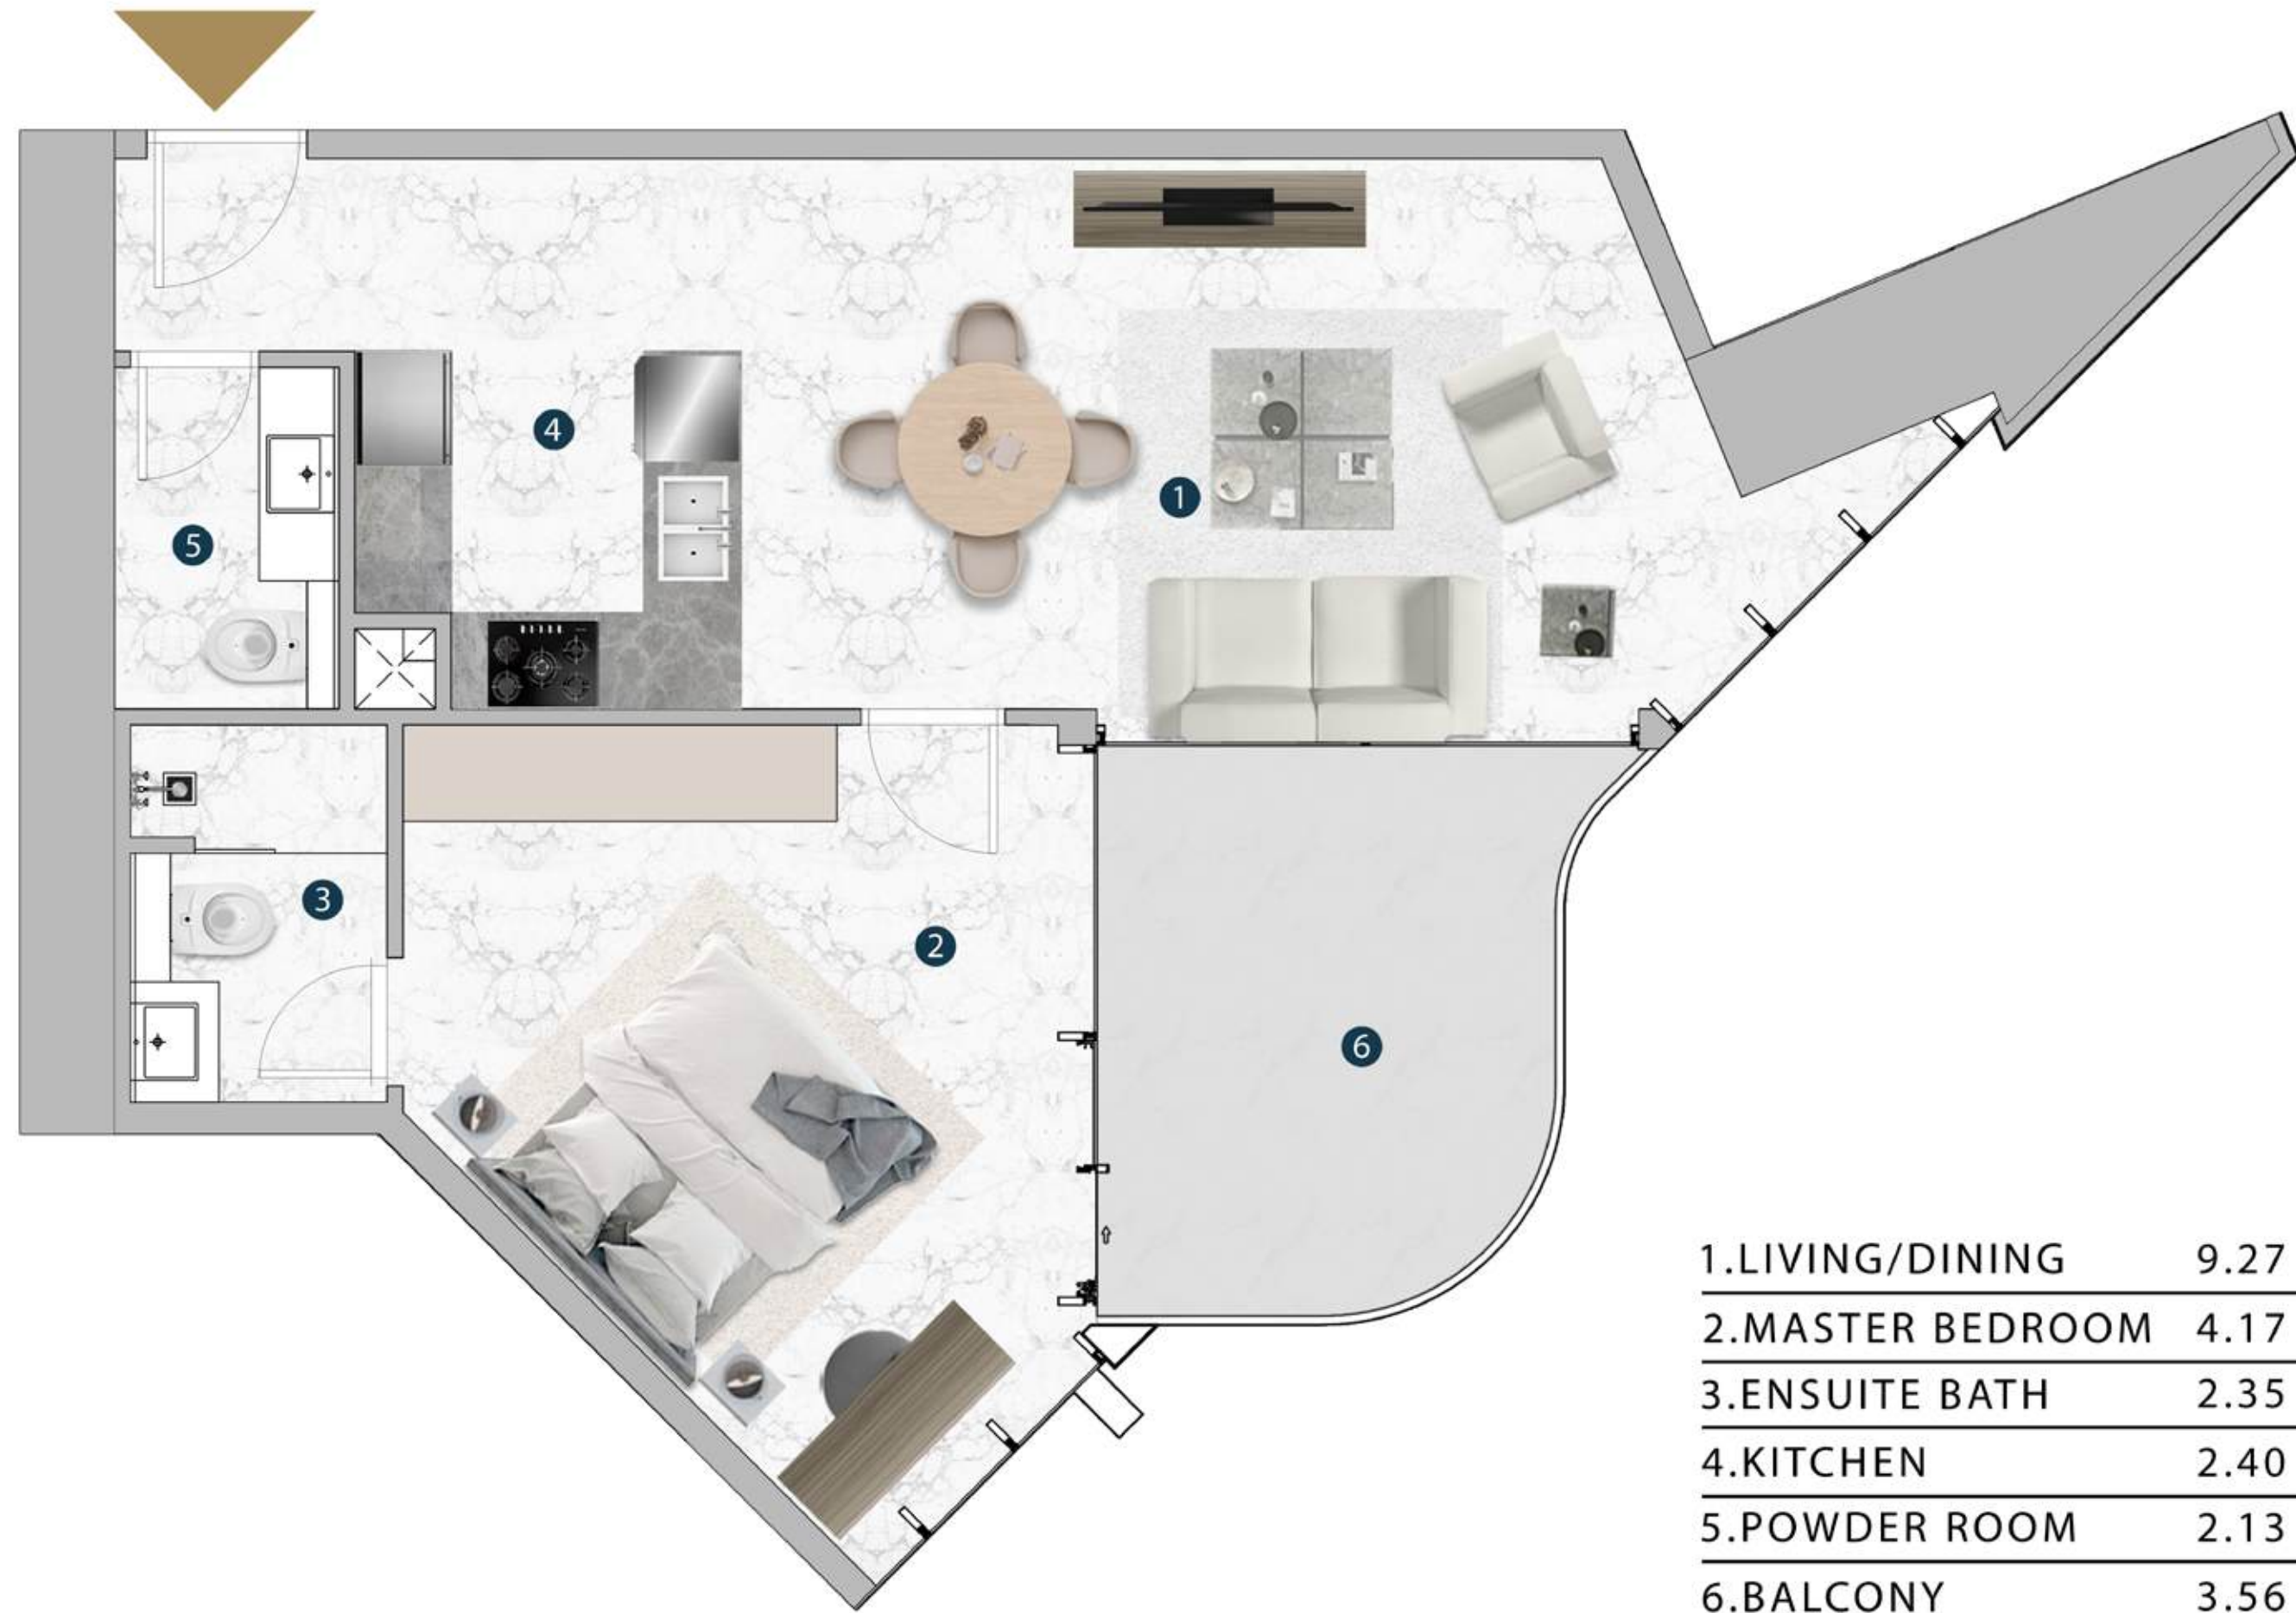 4
1
5
3
2
6
1.LIVING/DINING 9.27
2.MASTER BEDROOM 4.17
3.ENSUITE BATH 2.35
4.KITCHEN 2.40
5.POWDER ROOM 2.13
6.BALCONY 3.56